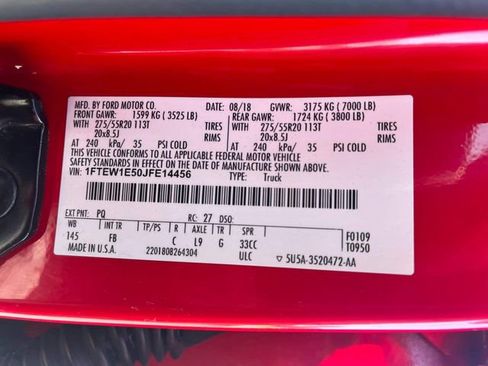 MFD. BY FORD MOTOR CO. DATE: 08/18 GVWR: 3175 KG ( 7000 LB)
FRONT GAWR: 1599 KG ( 3525 LB) REAR GAWR: 1724 KG ( 3800 LB)
WITH 275/55R20 113T TIRES WITH 275/55R20 113T TIRES
20x8.5J RIMS 20x8.5J RIMS
AT 240 kPa/ 35 PSI COLD AT 240 kPa/ 35 PSI COLD
THIS VEHICLE CONFORMS TO ALL APPLICABLE FEDERAL MOTOR VEHICLE
SAFETY STANDARDS IN EFFECT ON THE DATE OF MANUFACTURE SHOWN ABOVE.
VIN: 1FTEW1E50JFE14456 TYPE: Truck
EXT PNT: PQ RC: 27 DSO:
WB INT TR TP/PS R AXLE TR SPR F0109
145 FB C L9 G 33CC T0950
MADE IN U.S.A. 2201808264304 ULC ▽ 5U5A-3520472-AA